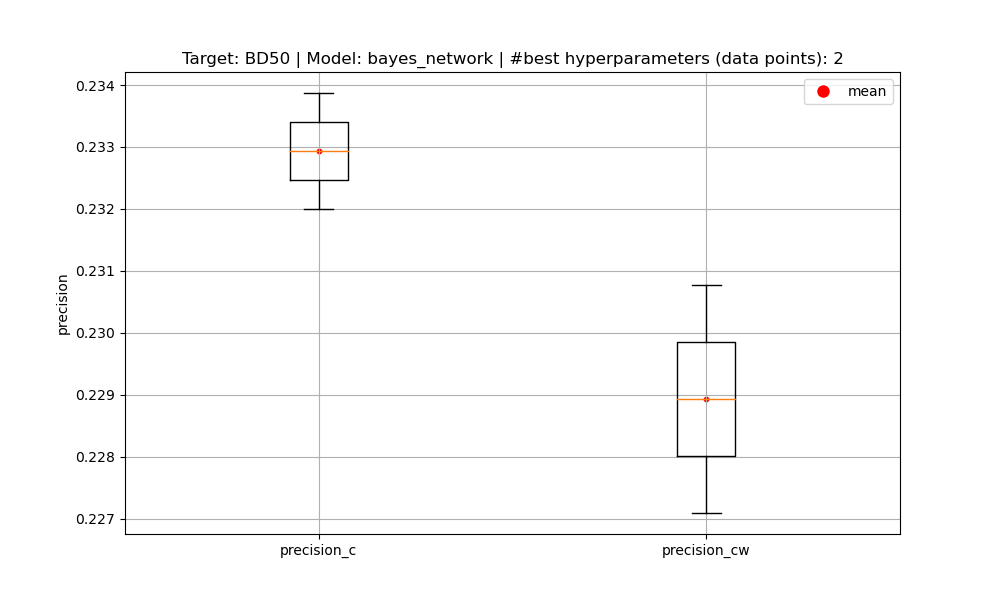 Target: BD50 | Model: bayes_network | #best hyperparameters (data points): 2
mean
precision
0.234
0.233
0.232
0.231
0.230
0.229
0.228
0.227
precision_c
precision_cw